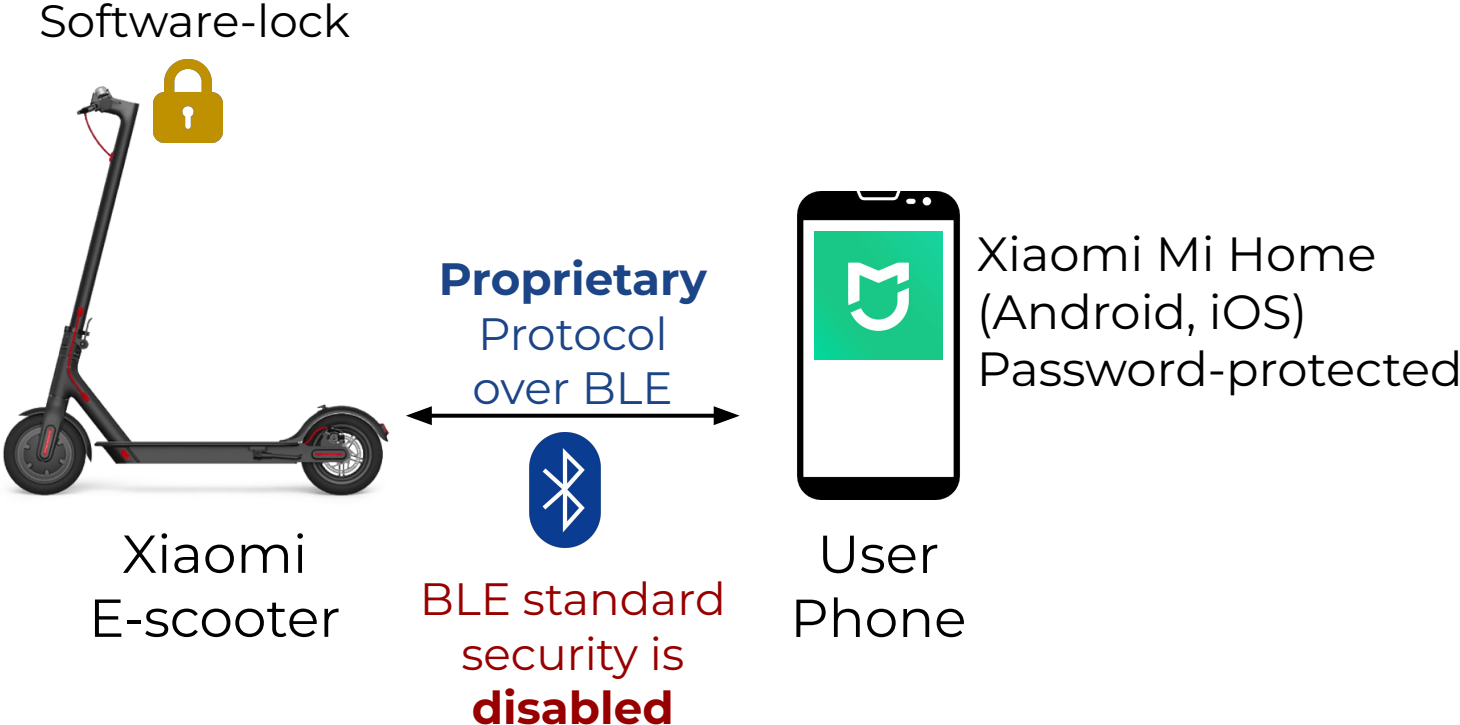 Software-lock
Proprietary
Protocol
over BLE
Xiaomi Mi Home
(Android, iOS)
Password-protected
Xiaomi
E-scooter
BLE standard
security is
disabled
User
Phone